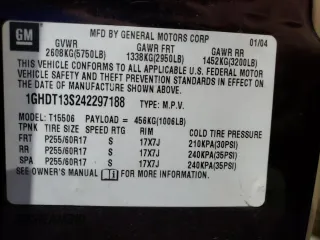 GM
MFD BY GENERAL MOTORS CORP
01/04
GVWR GAWR FRT GAWR RR
2608KG(5750LB) 1338KG(2950LB) 1452KG(3200LB)
THIS VEHICLE CONFORMS TO ALL APPLICABLE U.S. FEDERAL
MOTOR VEHICLE SAFETY, BUMPER, AND THEFT PREVENTION
STANDARDS IN EFFECT ON THE DATE OF MANUFACTURE SHOWN ABOVE.
1GHDT13S242297188 TYPE: M.P.V.
MODEL: T15506 PAYLOAD = 456KG(1006LB)
TPNK TIRE SIZE SPEED RTG RIM COLD TIRE PRESSURE
FRT P255/60R17 S 17X7J 210KPA(30PSI)
RR P255/60R17 S 17X7J 240KPA(35PSI)
SPA P255/60R17 S 17X7J 240KPA(35PSI)
SEE OWNER'S MANUAL FOR MORE INFORMATION